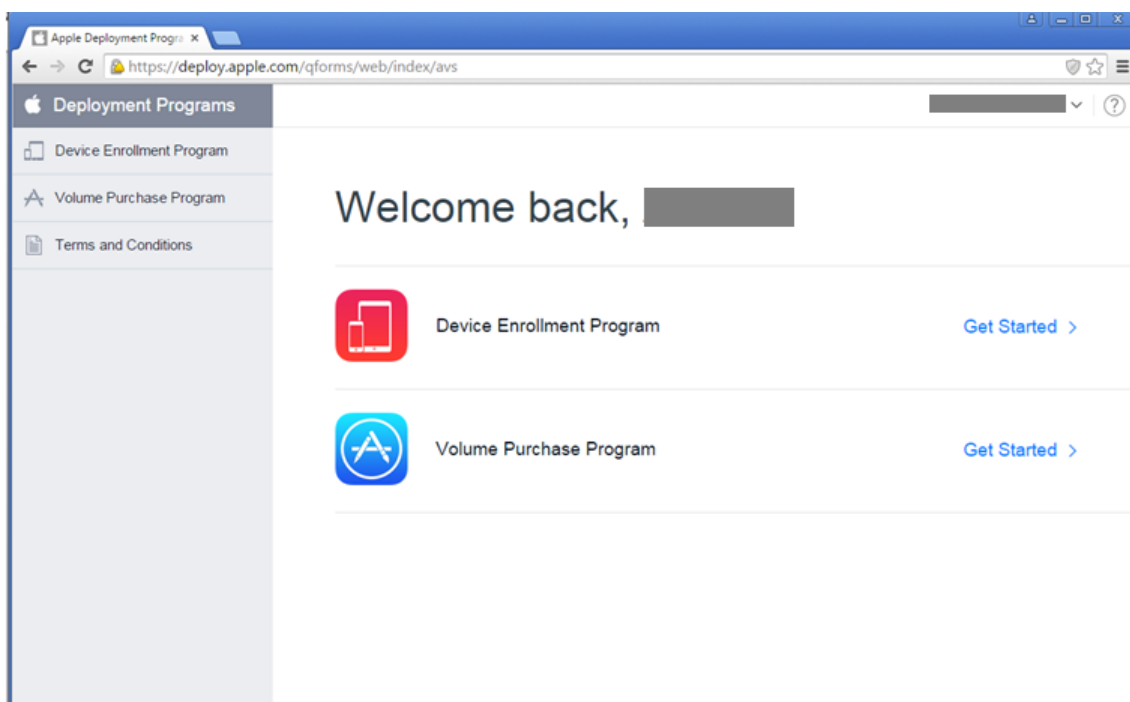 Apple Deployment Progra
https://deploy.apple.com/qforms/web/index/avs
Deployment Programs
Device Enrollment Program
Volume Purchase Program
Terms and Conditions
Welcome back,
Device Enrollment Program
Get Started >
Volume Purchase Program
Get Started >